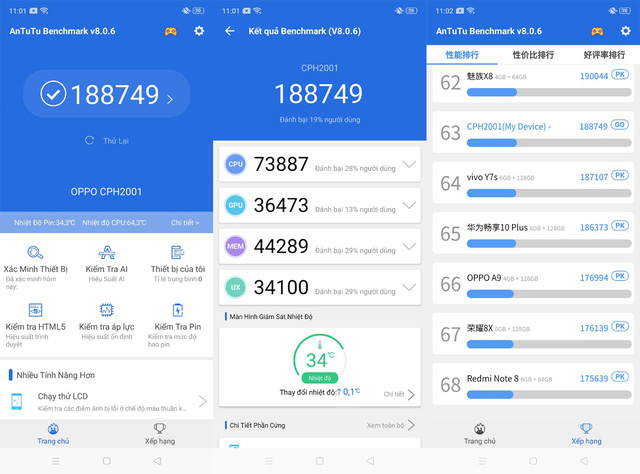 11:01
AnTuTu Benchmark v8.0.6
188749
Thử Lại
OPPO CPH2001
Nhiệt Độ Pin:34,3℃ Nhiệt độ CPU:64,3℃ Chi tiết >
Xác Minh Thiết Bị
Đã xác minh hôm nay:
Kiểm Tra AI
Hiệu Suất AI
Thiết bị của tôi
Tỉ lệ trung bình:0
Kiểm tra HTML5
Hiệu suất trình duyệt
Kiểm tra áp lực
Hiệu suất ổn định
Kiểm Tra Pin
Kiểm tra mức độ hao pin
Nhiều Tính Năng Hơn
Chạy thử LCD
Kiểm tra các điểm ảnh bị lỗi ở chế độ màu thuần k...
Trang chủ
Xếp hạng
11:01
Kết quả Benchmark (V8.0.6)
CPH2001
188749
Đánh bại 19% người dùng
CPU 73887 Đánh bại 28% người dùng
GPU 36473 Đánh bại 13% người dùng
MEM 44289 Đánh bại 29% người dùng
UX 34100 Đánh bại 29% người dùng
Màn Hình Giám Sát Nhiệt Độ
34℃
Nhiệt độ
Thay đổi nhiệt độ:↑ 0,1℃ Chi tiết
Chi Tiết Phần Cứng Xem toàn bộ
11:02
AnTuTu Benchmark v8.0.6
性能排行 性价比排行 好评率排行
62 魅族X8 4GB + 64GB 190044 PK
63 CPH2001(My Device) - 188749 GO
64 vivo Y7s 6GB + 128GB 187107 PK
65 华为畅享10 Plus 6GB + 128GB 186373 PK
66 OPPO A9 6GB + 128GB 176994 PK
67 荣耀8X 6GB + 128GB 176139 PK
68 Redmi Note 8 6GB + 64GB 175639 PK
Trang chủ
Xếp hạng